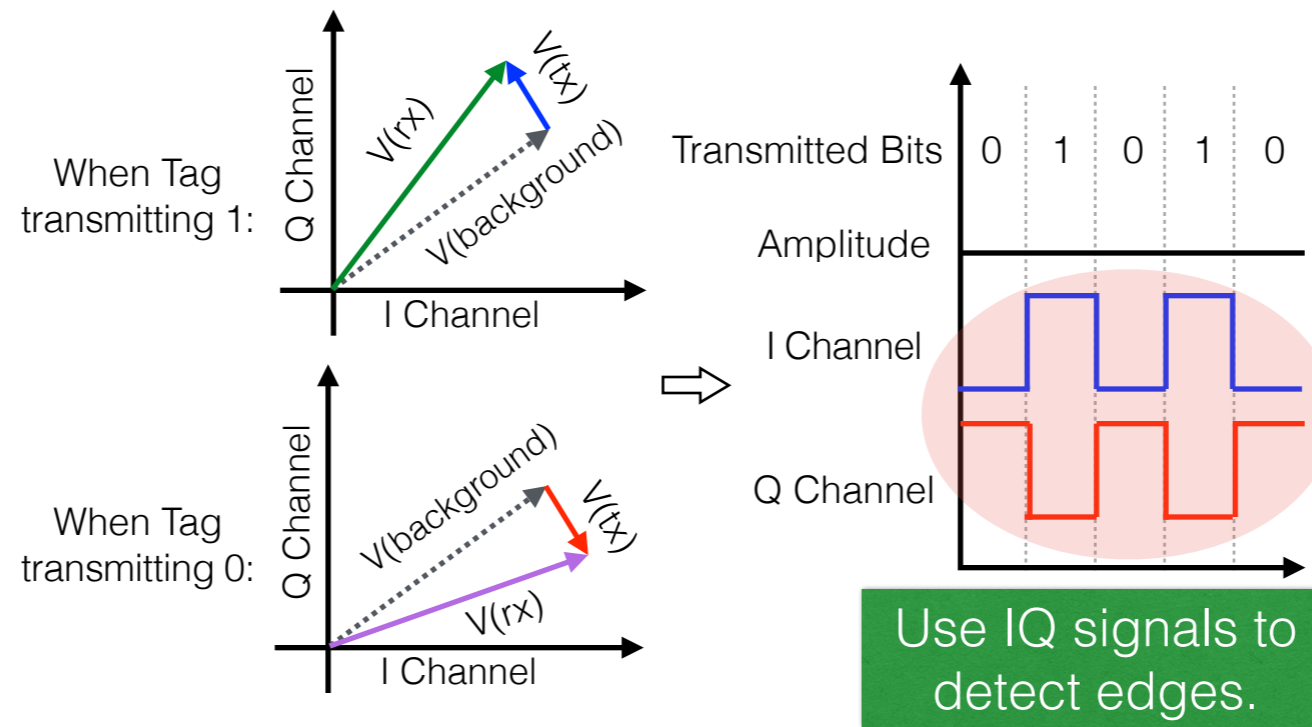 When Tag
transmitting 1:
Q Channel
V(rx)
V(tx)
V(background)
I Channel
When Tag
transmitting 0:
Q Channel
V(background)
V(tx)
V(rx)
I Channel
Transmitted Bits 0 1 0 1 0
Amplitude
I Channel
Q Channel
Use IQ signals to
detect edges.